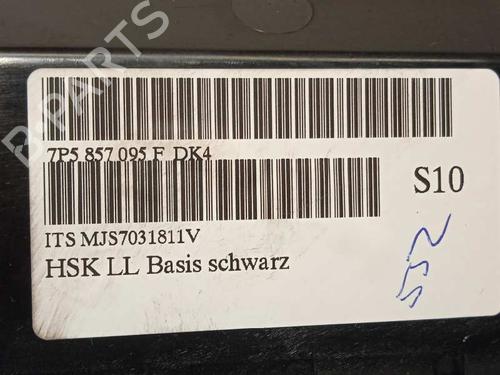 B-PARTS
7P5 857 095 F DK4
S10
ITS MJS7031811V
HSK LL Basis schwarz